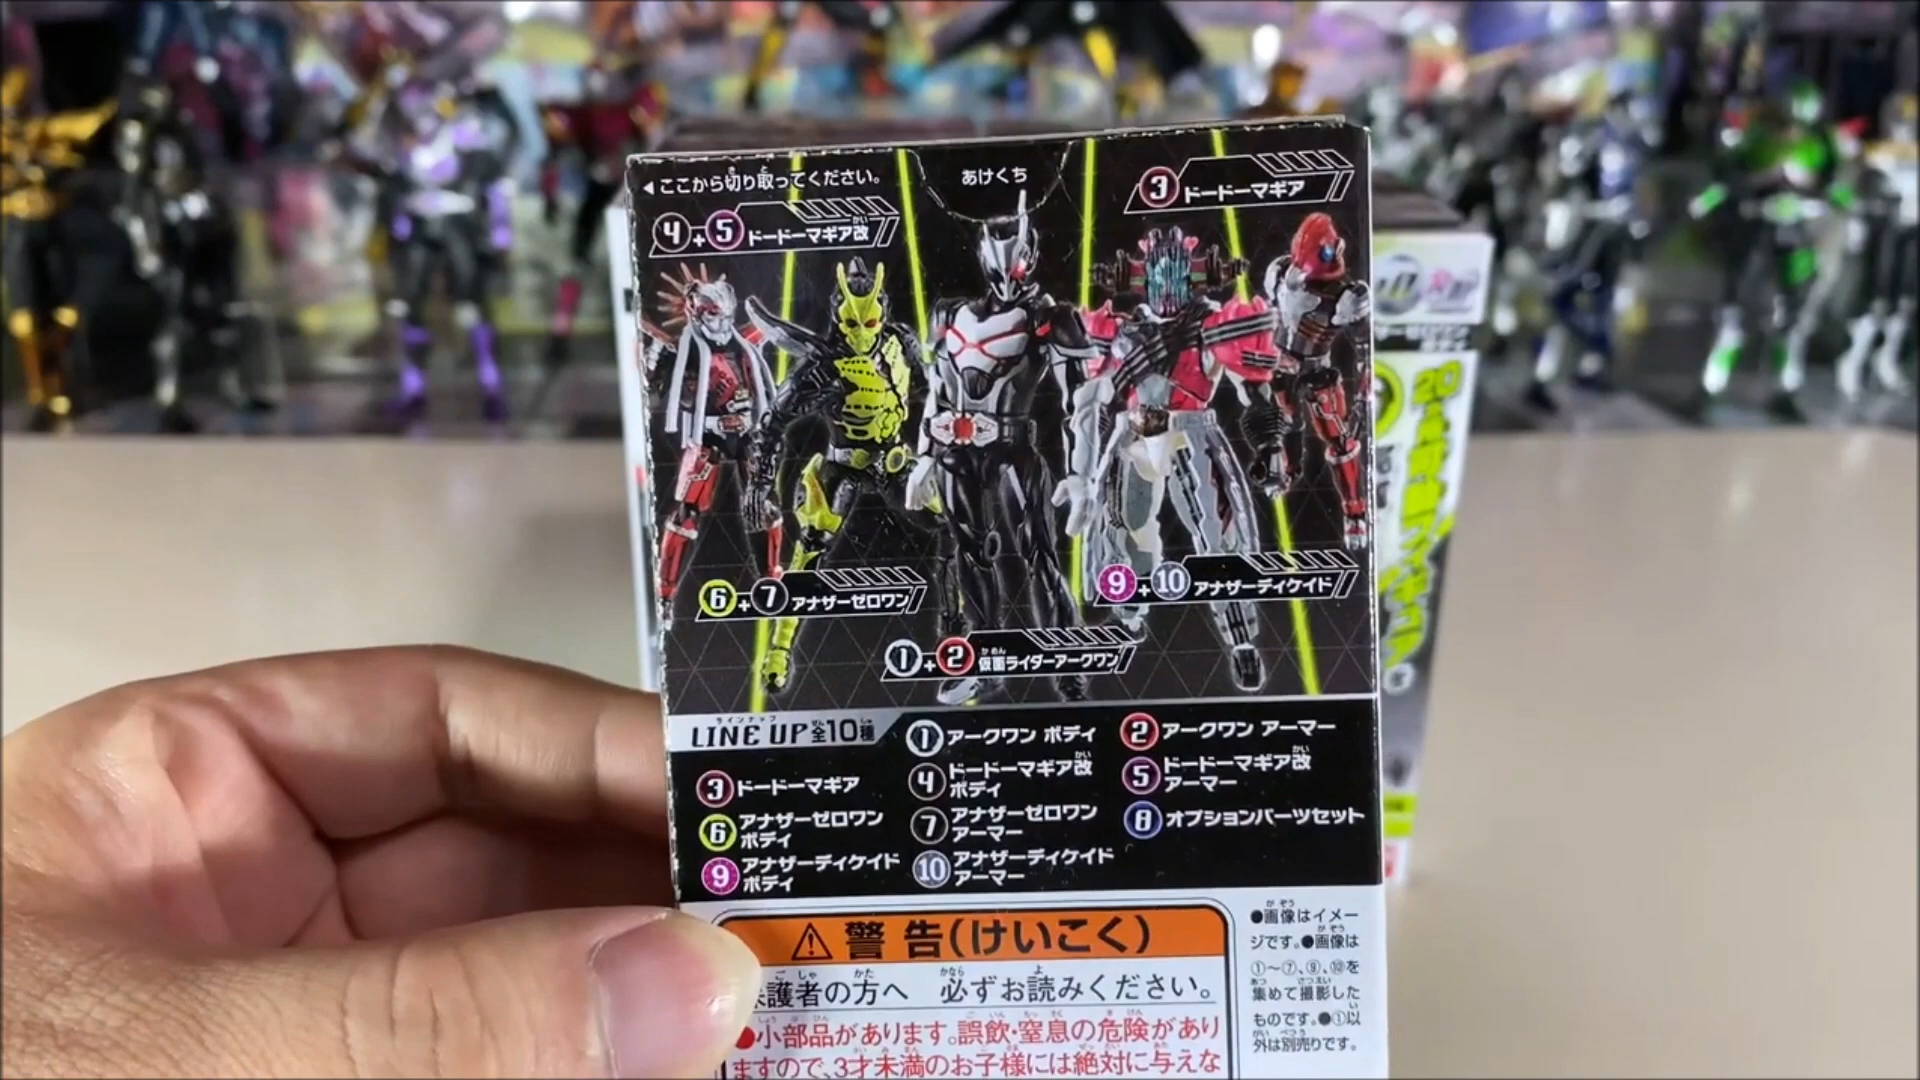 ◀ここから切り取ってください。
あけくち
3 ドードーマギア
4+5 ドードーマギア改
6+7 アナザーゼロワン
9+10 アナザーディケイド
1+2 仮面ライダーアークワン
LINE UP 全10種
1 アークワン ボディ
2 アークワン アーマー
3 ドードーマギア
4 ドードーマギア改
ボディ
5 ドードーマギア改
アーマー
6 アナザーゼロワン
ボディ
7 アナザーゼロワン
アーマー
8 オプションパーツセット
9 アナザーディケイド
ボディ
10 アナザーディケイド
アーマー
⚠警告(けいこく)
護者の方へ 必ずお読みください。
●小部品があります。誤飲・窒息の危険があり
ますので、3才未満のお子様には絶対に与えな
●画像はイメー
ジです。●画像は
①〜⑦、⑨、⑩を
集めて撮影した
ものです。●①以
外は別売りです。